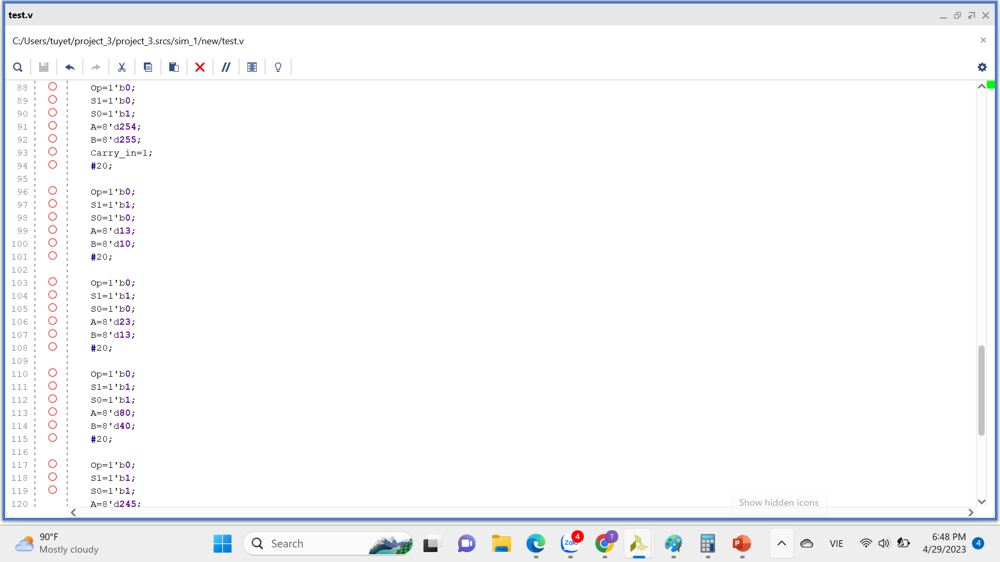 test.v
C:/Users/tuyet/project_3/project_3.srcs/sim_1/new/test.v
88 Op=1'b0;
89 S1=1'b0;
90 S0=1'b1;
91 A=8'd254;
92 B=8'd255;
93 Carry_in=1;
94 #20;
95
96 Op=1'b0;
97 S1=1'b1;
98 S0=1'b0;
99 A=8'd13;
100 B=8'd10;
101 #20;
102
103 Op=1'b0;
104 S1=1'b1;
105 S0=1'b0;
106 A=8'd23;
107 B=8'd13;
108 #20;
109
110 Op=1'b0;
111 S1=1'b1;
112 S0=1'b1;
113 A=8'd80;
114 B=8'd40;
115 #20;
116
117 Op=1'b0;
118 S1=1'b1;
119 S0=1'b1;
120 A=8'd245;
Show hidden icons
90°F
Mostly cloudy
Search
Zalo
4
T
P
VIE
6:48 PM
4/29/2023
4